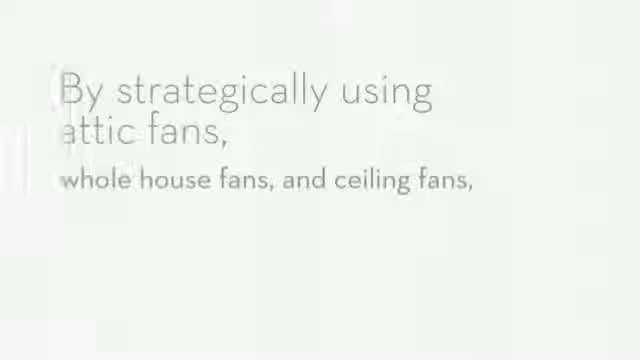 By strategically using
attic fans,
whole house fans, and ceiling fans,